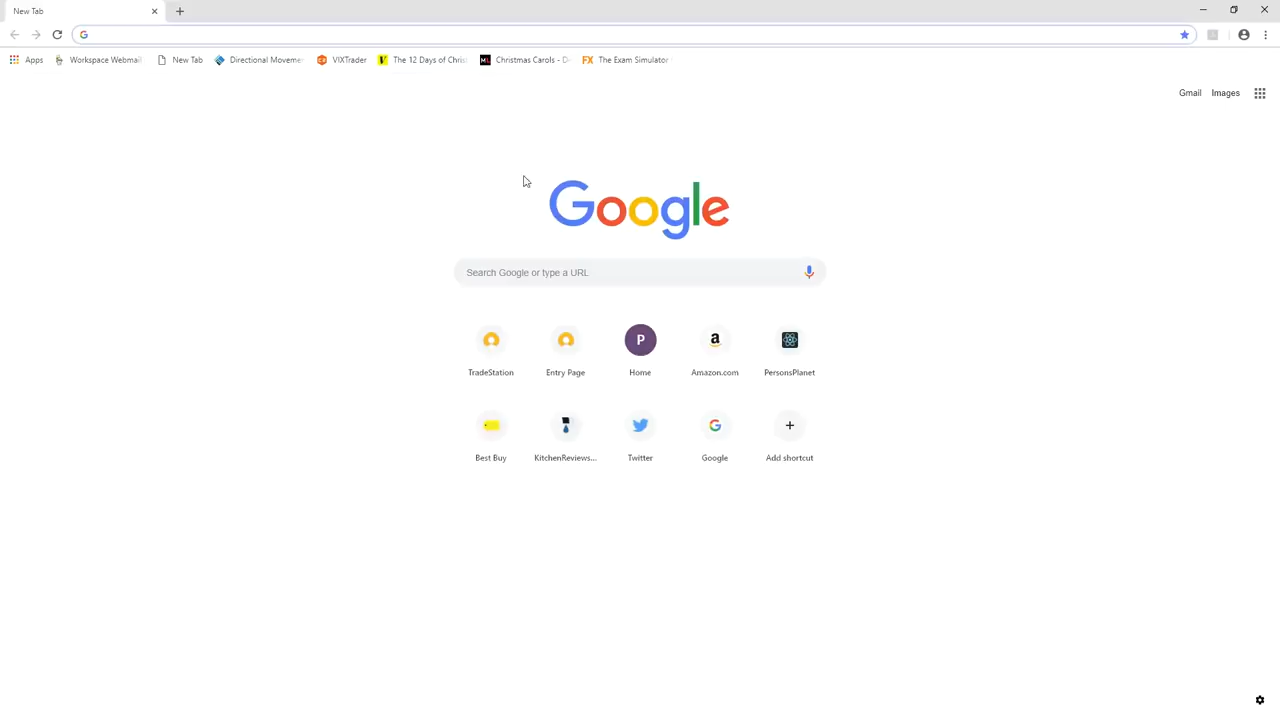 New Tab
Apps Workspace Webmail New Tab Directional Moveme VIXTrader The 12 Days of Chris Christmas Carols - D The Exam Simulator
Gmail Images
Google
Search Google or type a URL
P
TradeStation Entry Page Home Amazon.com PersonsPlanet
Best Buy KitchenReviews... Twitter Google Add shortcut